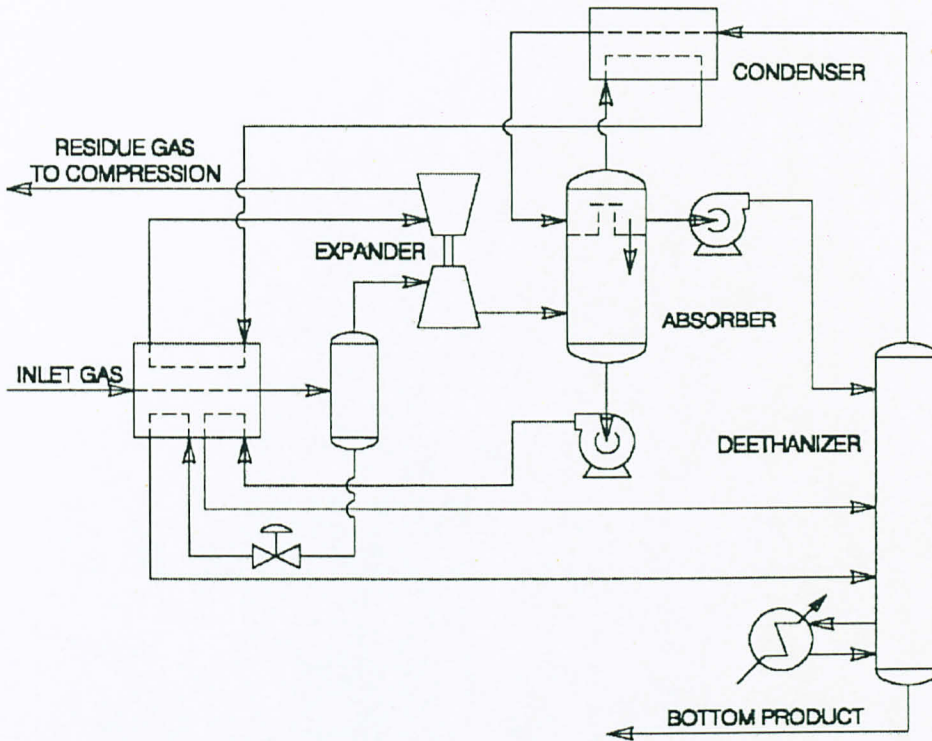 CONDENSER
RESIDUE GAS
TO COMPRESSION
EXPANDER
ABSORBER
INLET GAS
DEETHANIZER
BOTTOM PRODUCT